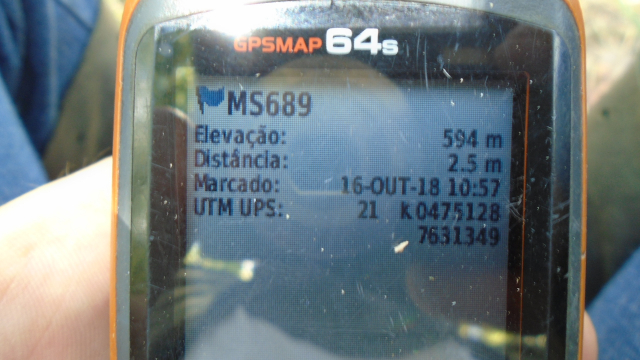 GPSMAP 64s
MS689
Elevação: 594 m
Distância: 2.5 m
Marcado: 16-OUT-18 10:57
UTM UPS: 21 K 0475128
7631349